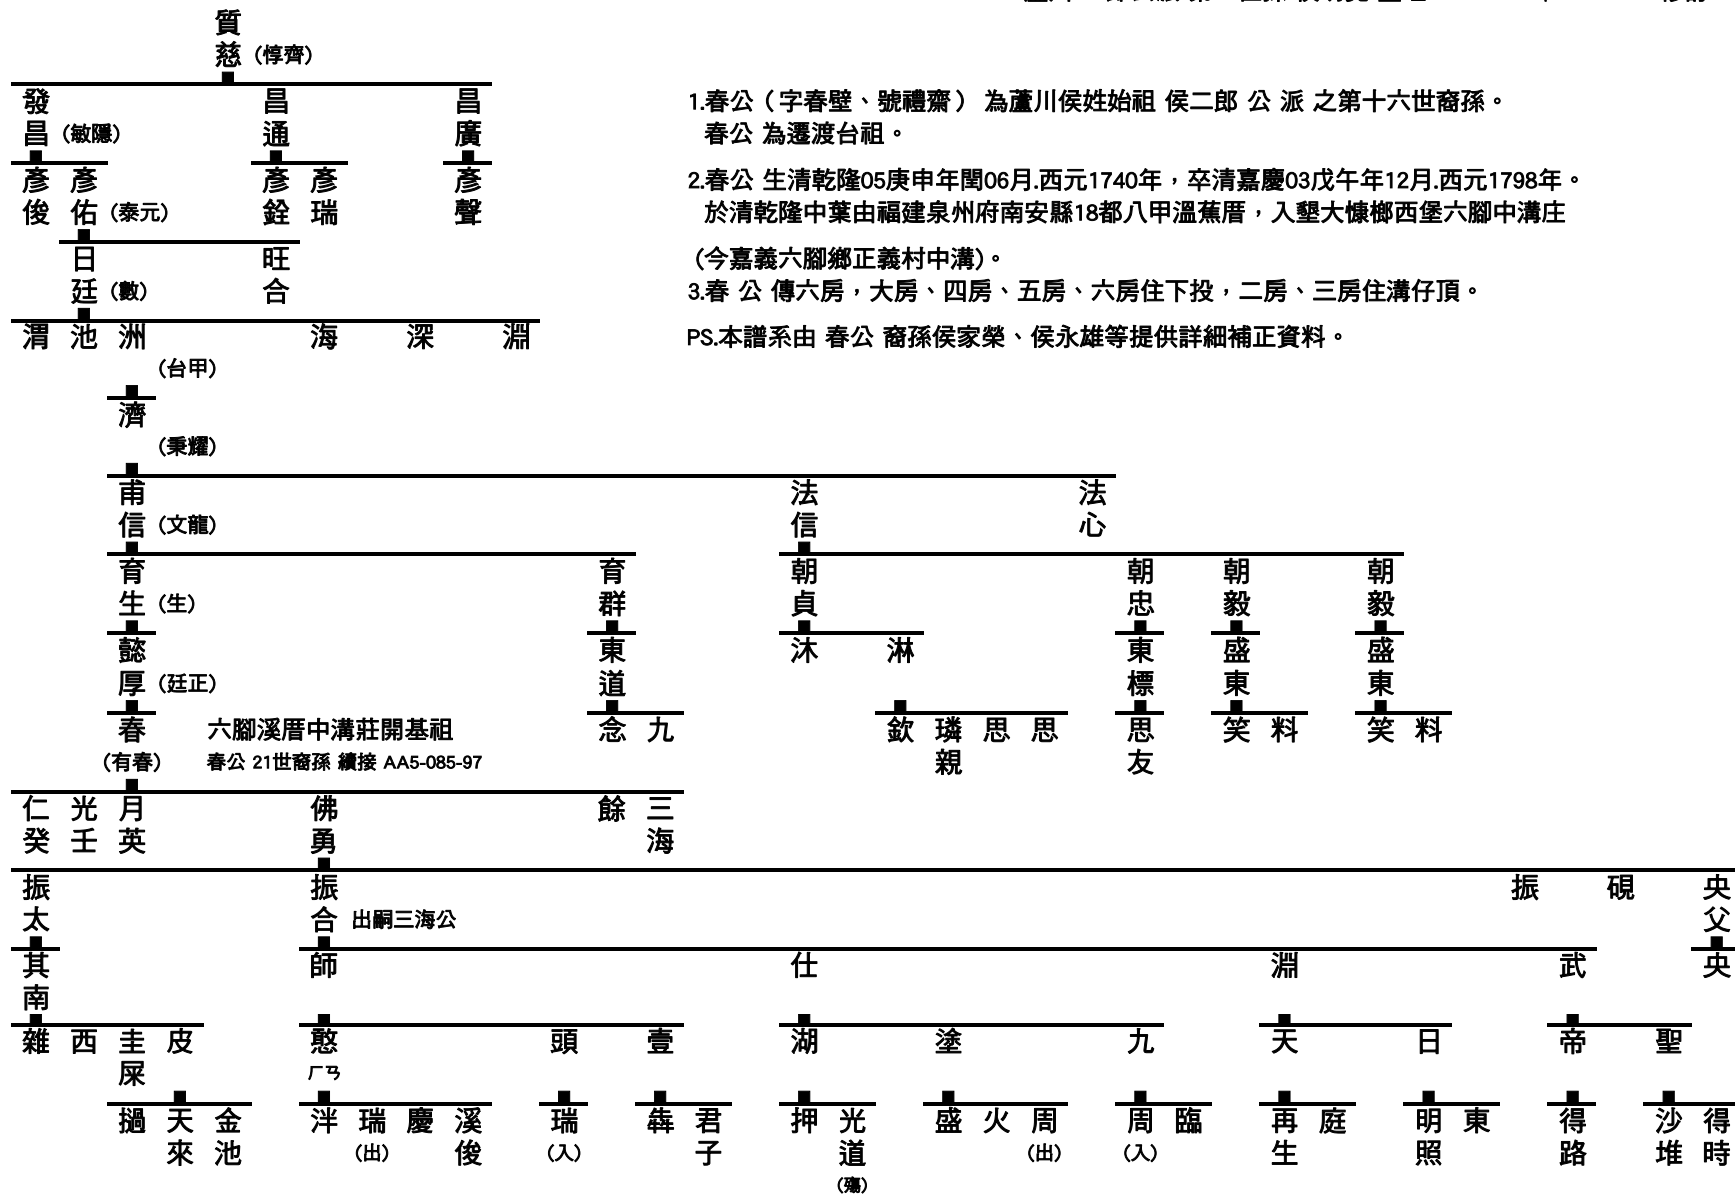 質慈 (惇齊)
發昌 (敏隱) 昌通 昌廣
彥俊 彥佑 (泰元) 彥銓 彥瑞 彥聲
日廷 (數) 旺合
渭 池 洲 海 深 淵
(台甲)
濟
(秉耀)
1.春公（字春壁、號禮齋） 為蘆川侯姓始祖 侯二郎 公 派 之第十六世裔孫。
春公 為遷渡台祖。
2.春公 生清乾隆05庚申年閏06月.西元1740年，卒清嘉慶03戊午年12月.西元1798年。
於清乾隆中葉由福建泉州府南安縣18都八甲溫蕉厝，入墾大慷榔西堡六腳中溝庄
(今嘉義六腳鄉正義村中溝)。
3.春 公 傳六房，大房、四房、五房、六房住下投，二房、三房住溝仔頂。
PS.本譜系由 春公 裔孫侯家榮、侯永雄等提供詳細補正資料。
甫信 (文龍) 法信 法心
育生 (生) 育群 朝貞 朝忠 朝毅 朝毅
懿厚 (廷正) 東道 沐 淋 東標 盛東 盛東
春 六腳溪厝中溝莊開基祖 念 九 欽 璘親 思 思 思友 笑 料 笑 料
(有春) 春公 21世裔孫 續接 AA5-085-97
仁癸 光壬 月英 佛勇 餘 三海
振太 振合 出嗣三海公 振 硯 央父
其南 師 仕 淵 武 央
雜 西 圭屎 皮 憨 頭 壹 湖 塗 九 天 日 帝 聖
ㄏㄢ
撾 天來 金池 泮 瑞 慶 溪俊 瑞 犇 君子 押 光道 盛 火 周 周 臨 再生 庭 明照 東 得路 沙堆 得時
(出) (入) (殤) (出) (入)